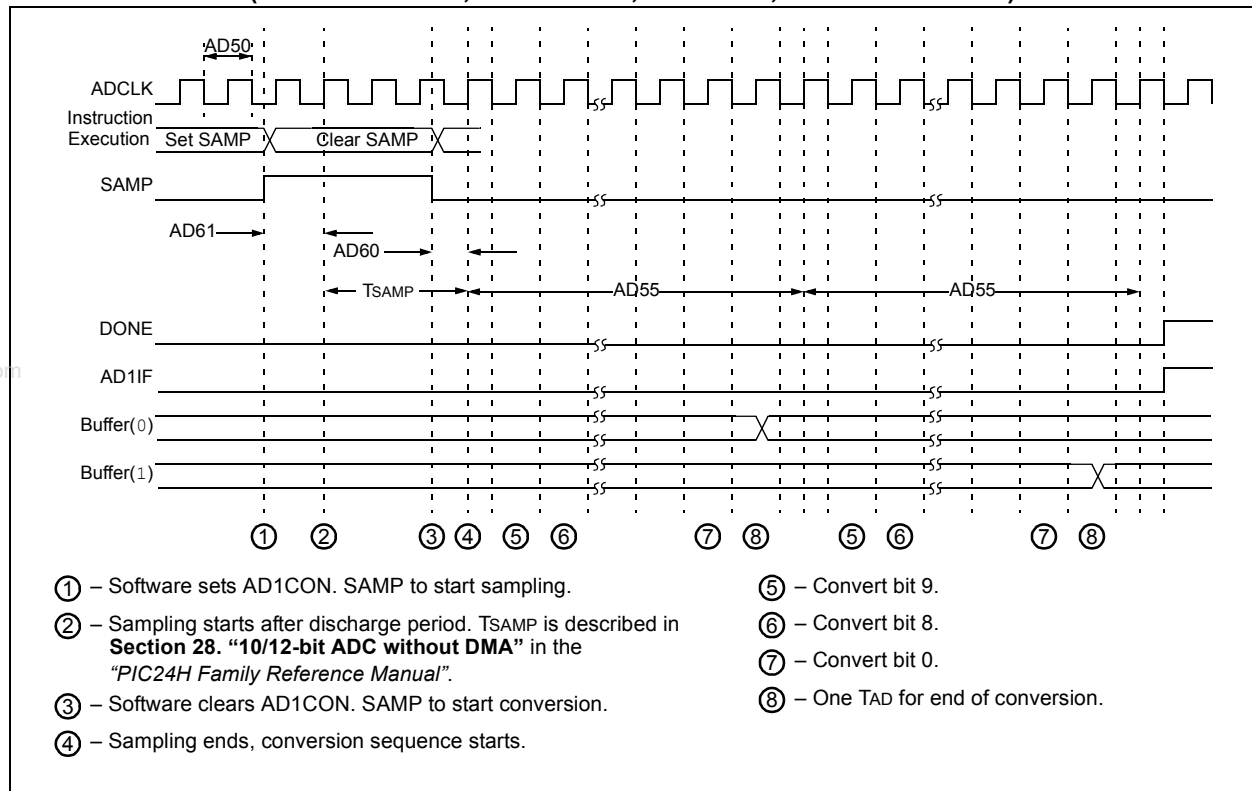 AD50
ADCLK
Instruction
Execution
Set SAMP
Clear SAMP
SAMP
AD61
AD60
TSAMP
AD55
AD55
DONE
AD1IF
Buffer(0)
Buffer(1)
1 2 3 4 5 6 7 8 5 6 7 8
1 – Software sets AD1CON. SAMP to start sampling.
2 – Sampling starts after discharge period. TSAMP is described in
Section 28. “10/12-bit ADC without DMA” in the
“PIC24H Family Reference Manual”.
3 – Software clears AD1CON. SAMP to start conversion.
4 – Sampling ends, conversion sequence starts.
5 – Convert bit 9.
6 – Convert bit 8.
7 – Convert bit 0.
8 – One TAD for end of conversion.